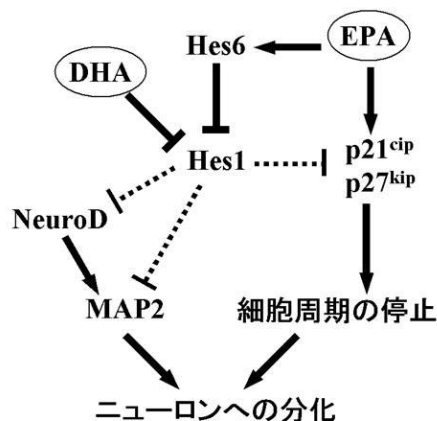 Hes6
EPA
DHA
Hes1
p21cip
p27kip
NeuroD
MAP2
細胞周期の停止
ニューロンへの分化